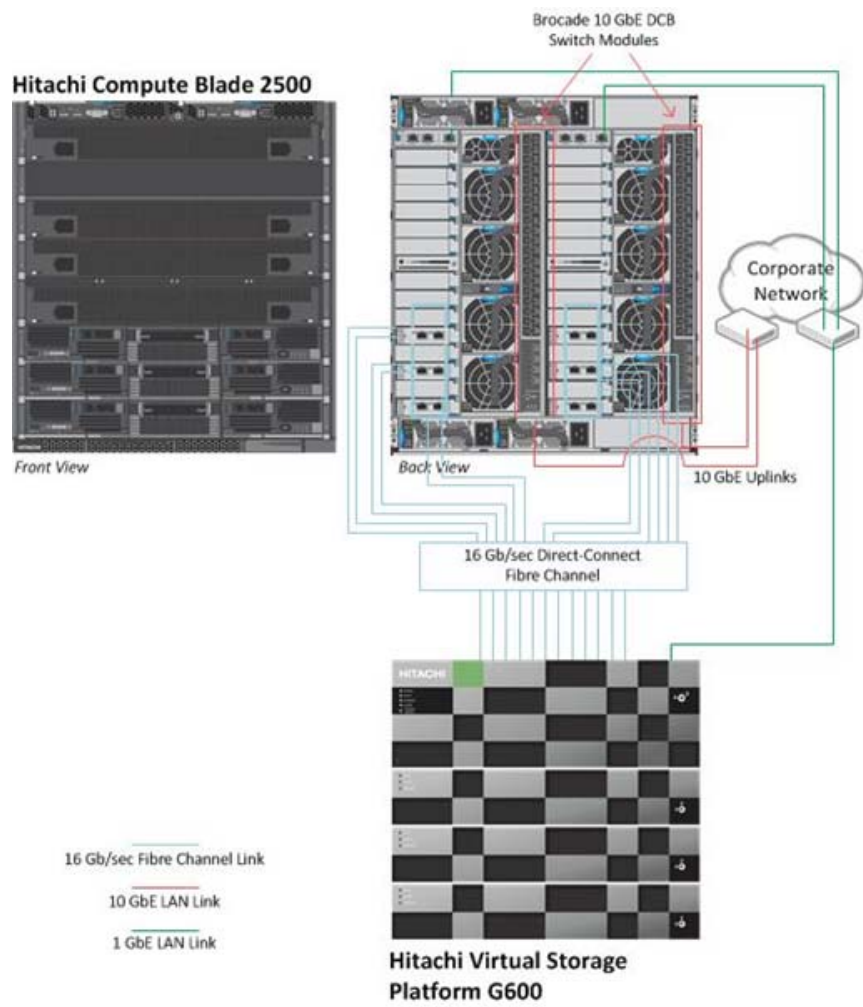 Brocade 10 GbE DCB
Switch Modules
Hitachi Compute Blade 2500
Corporate
Network
Front View
Back View
10 GbE Uplinks
16 Gb/sec Direct-Connect
Fibre Channel
HITACHI
16 Gb/sec Fibre Channel Link
10 GbE LAN Link
1 GbE LAN Link
Hitachi Virtual Storage
Platform G600